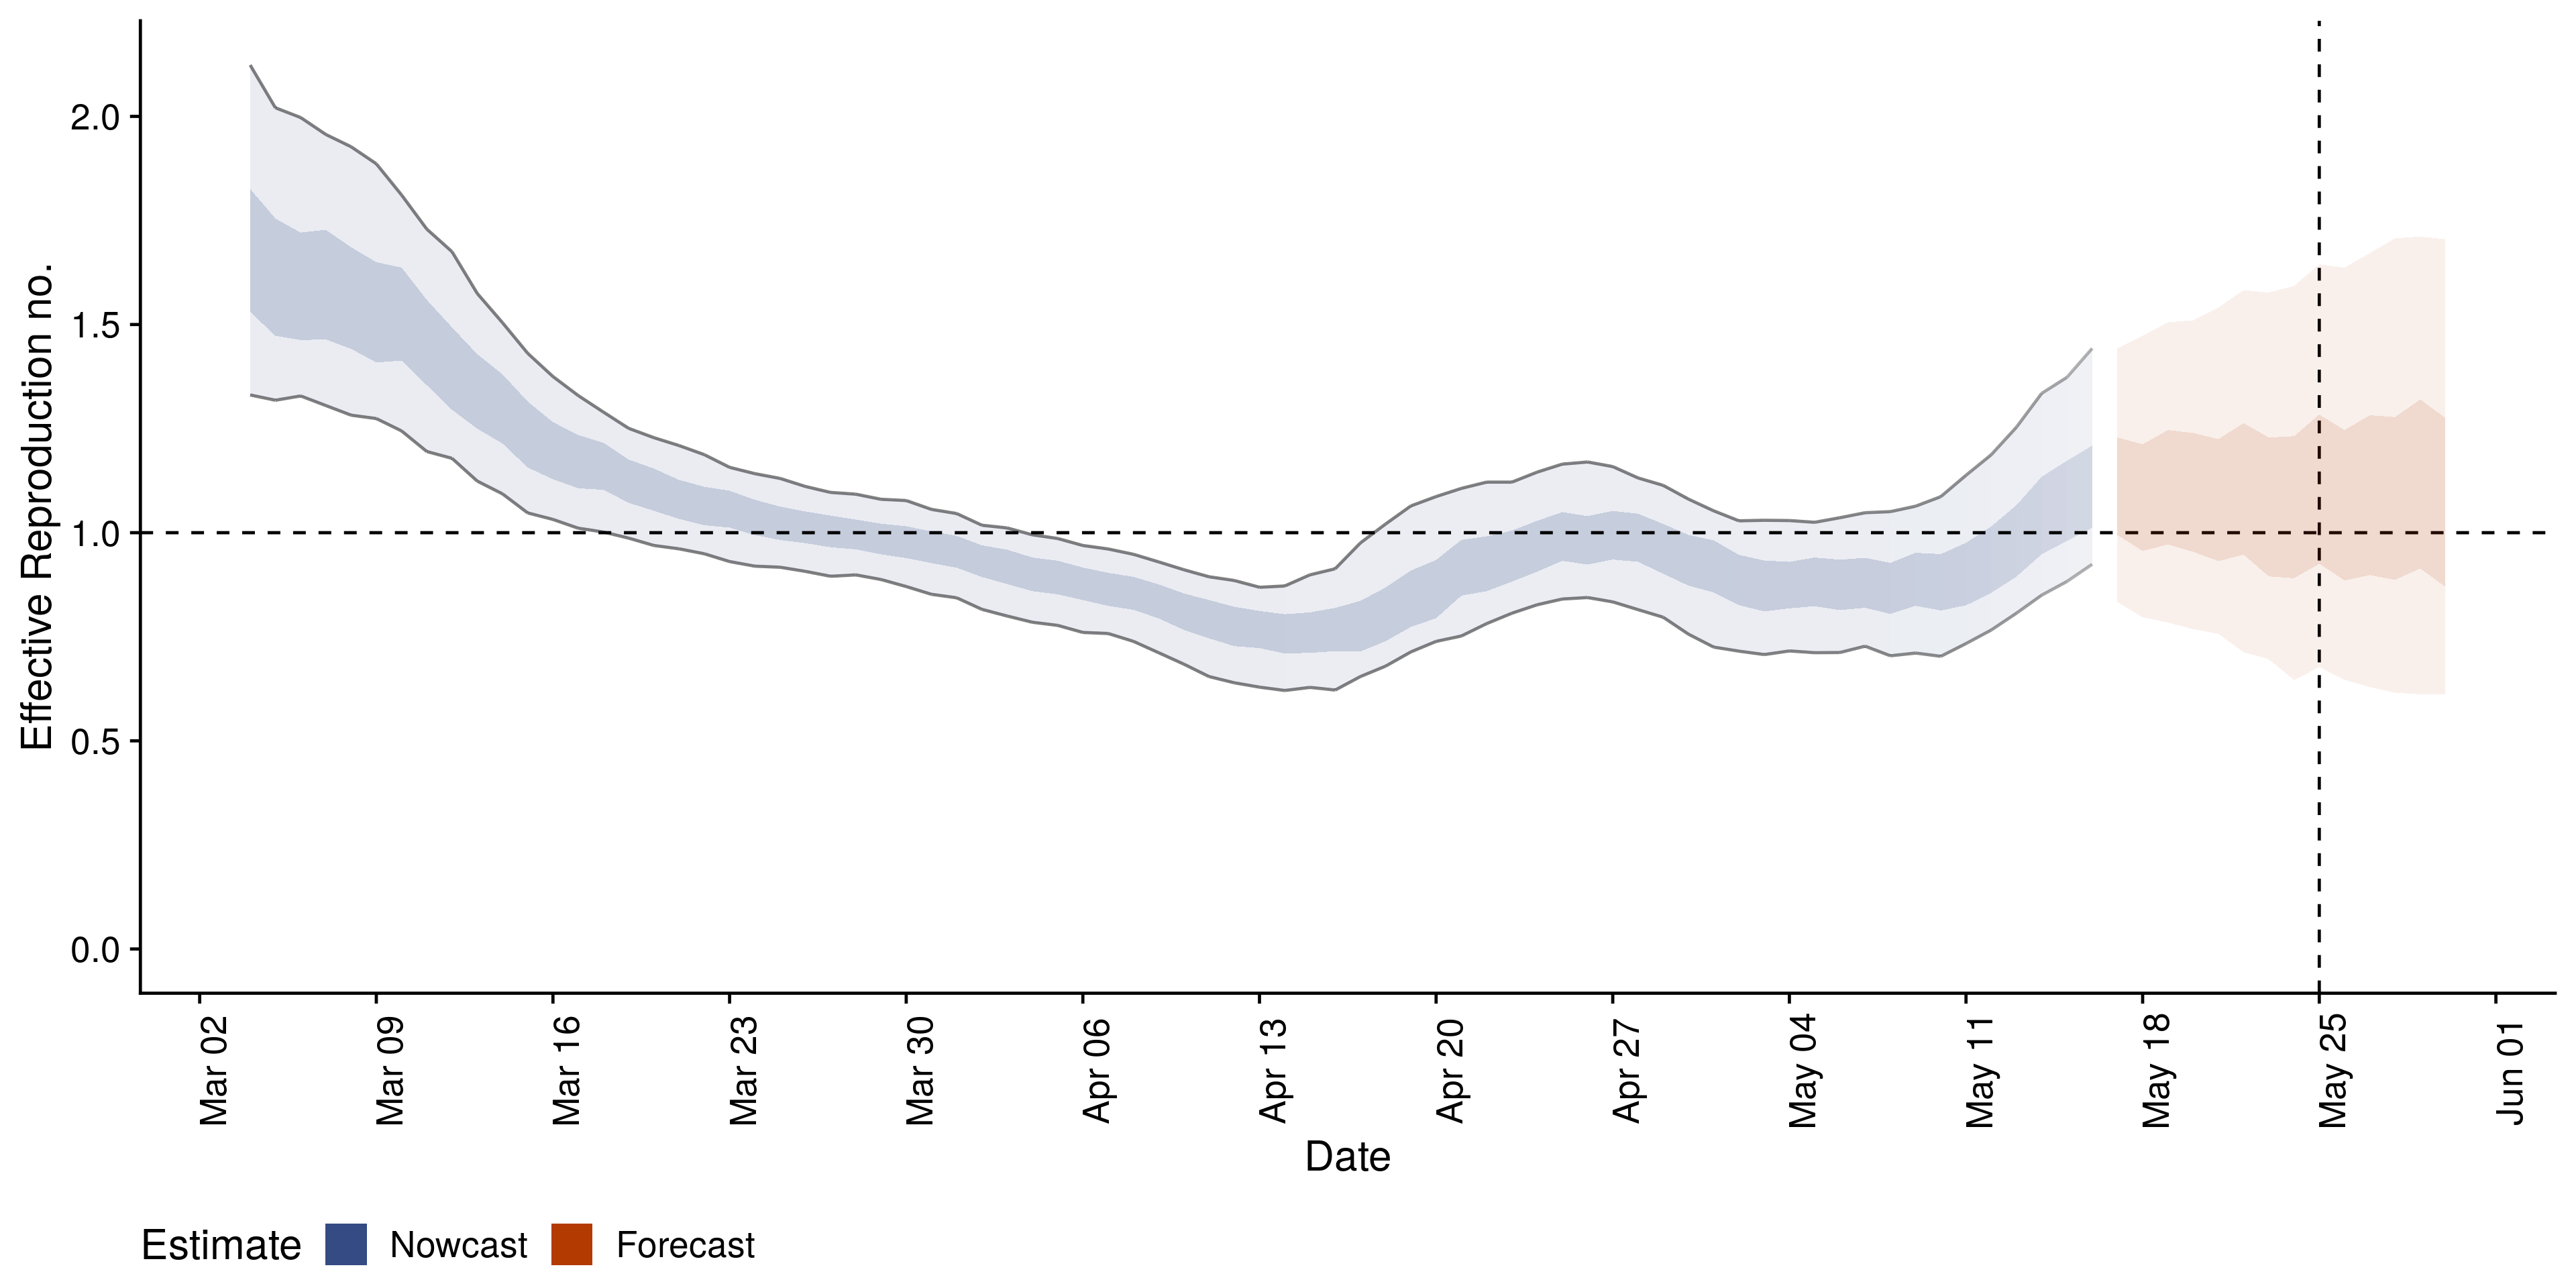 Effective Reproduction no.
2.0
1.5
1.0
0.5
0.0
Mar 02
Mar 09
Mar 16
Mar 23
Mar 30
Apr 06
Apr 13
Apr 20
Apr 27
May 04
May 11
May 18
May 25
Jun 01
Date
Estimate Nowcast Forecast